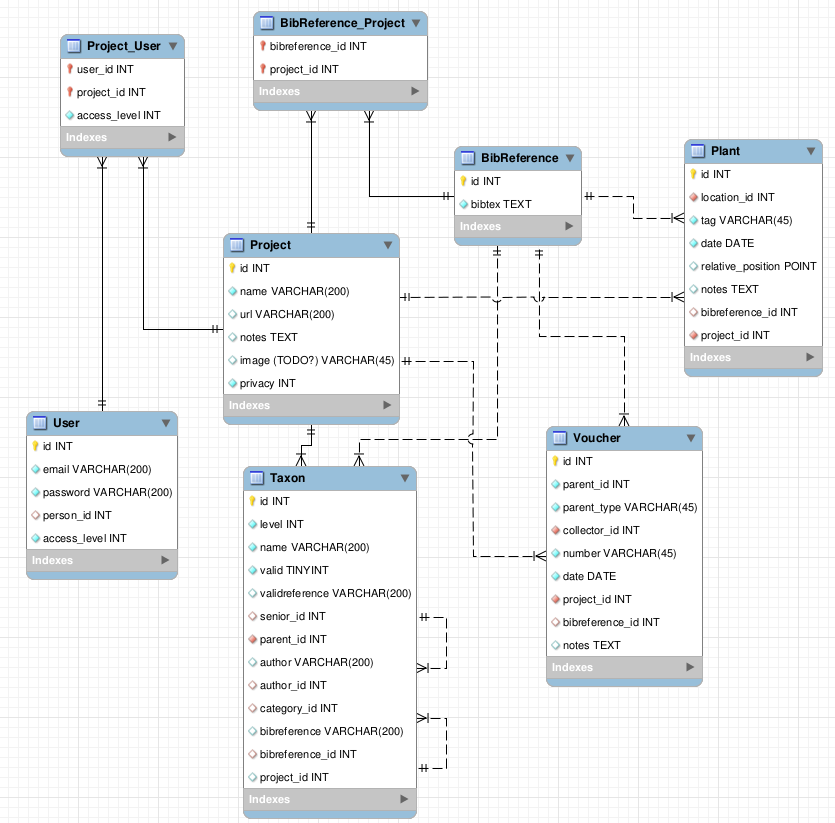 BibReference_Project
bibreference_id INT
project_id INT
Indexes
Project_User
user_id INT
project_id INT
access_level INT
Indexes
BibReference
id INT
bibtex TEXT
Indexes
Plant
id INT
location_id INT
tag VARCHAR(45)
date DATE
relative_position POINT
notes TEXT
bibreference_id INT
project_id INT
Indexes
Project
id INT
name VARCHAR(200)
url VARCHAR(200)
notes TEXT
image (TODO?) VARCHAR(45)
privacy INT
Indexes
User
id INT
email VARCHAR(200)
password VARCHAR(200)
person_id INT
access_level INT
Indexes
Voucher
id INT
parent_id INT
parent_type VARCHAR(45)
collector_id INT
number VARCHAR(45)
date DATE
project_id INT
bibreference_id INT
notes TEXT
Indexes
Taxon
id INT
level INT
name VARCHAR(200)
valid TINYINT
validreference VARCHAR(200)
senior_id INT
parent_id INT
author VARCHAR(200)
author_id INT
category_id INT
bibreference VARCHAR(200)
bibreference_id INT
project_id INT
Indexes